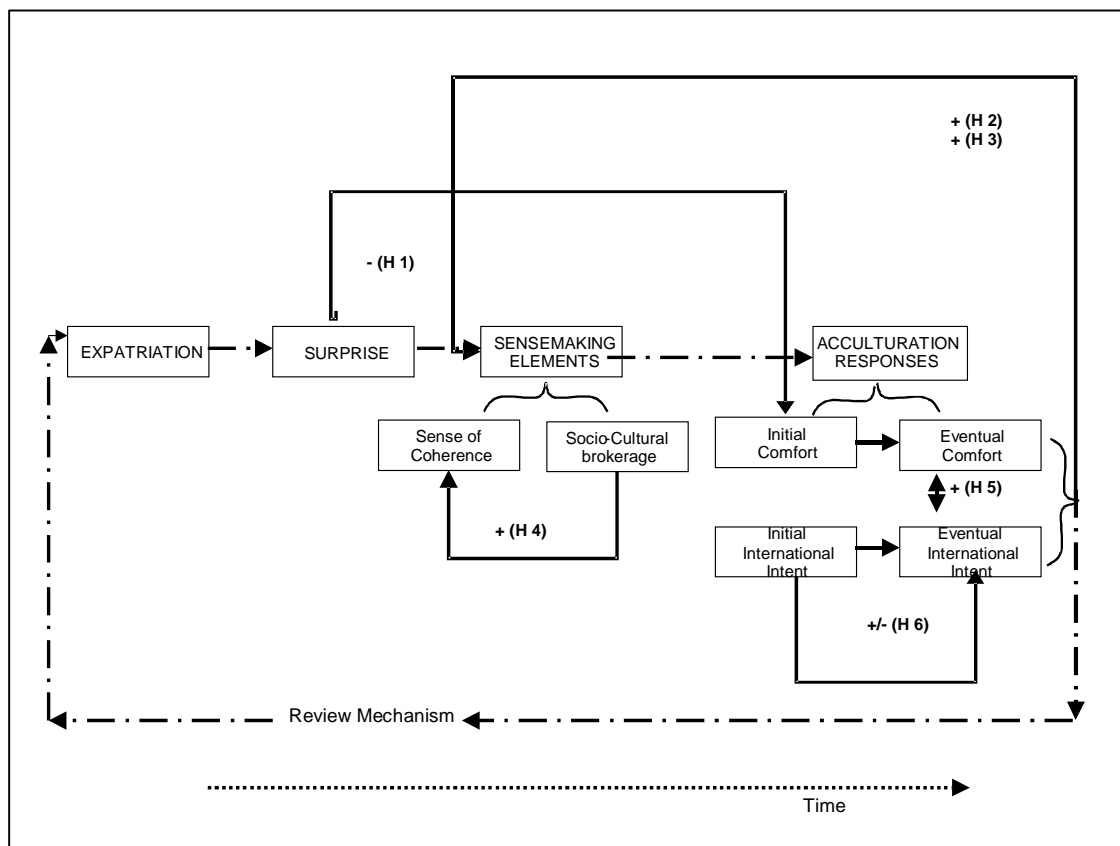 + (H 2)
+ (H 3)
- (H 1)
EXPATRIATION
SURPRISE
SENSEMAKING
ELEMENTS
ACCULTURATION
RESPONSES
Sense of
Coherence
Socio-Cultural
brokerage
Initial
Comfort
Eventual
Comfort
+ (H 5)
+ (H 4)
Initial
International
Intent
Eventual
International
Intent
+/- (H 6)
Review Mechanism
Time